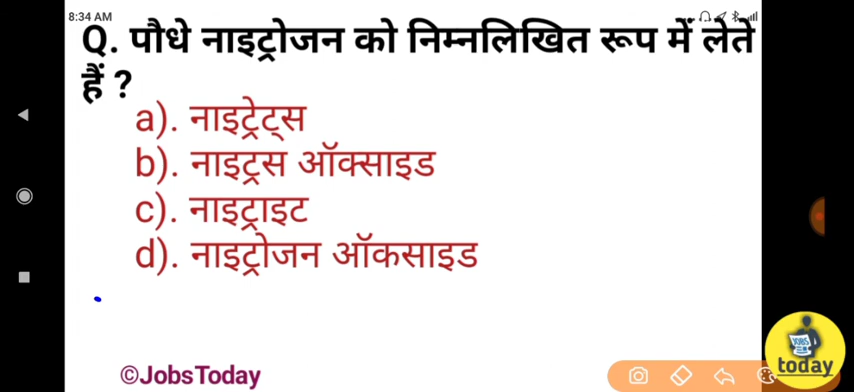 8:34 AM
Q. पौधे नाइट्रोजन को निम्नलिखित रूप में लेते
हैं ?
a). नाइट्रेट्स
b). नाइट्रस ऑक्साइड
c). नाइट्राइट
d). नाइट्रोजन ऑकसाइड
©JobsToday
JOBS
today